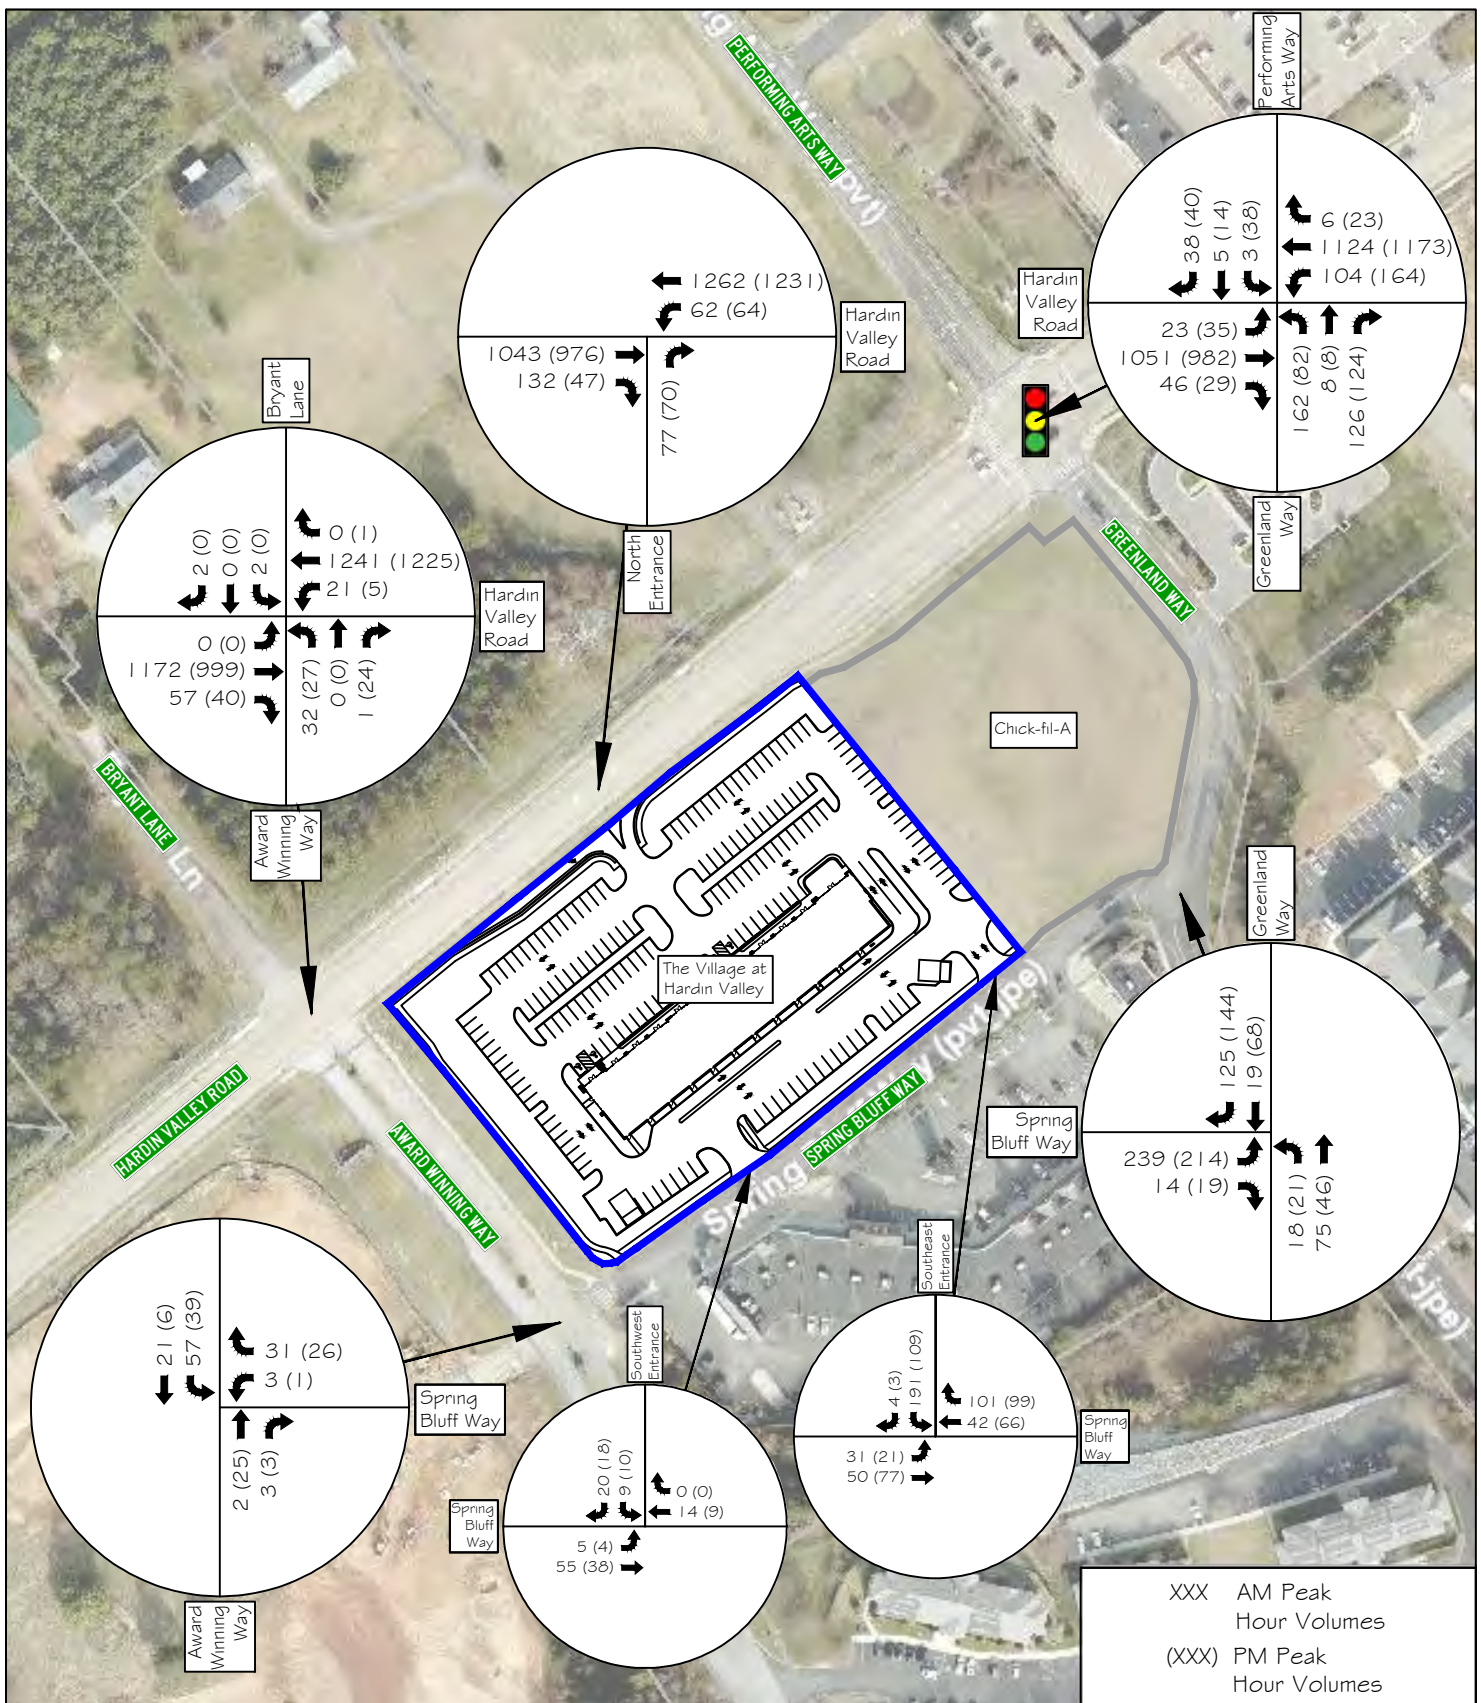 PERFORMING ARTS WAY
Performing
Arts Way
38 (40)
5 (14)
3 (38)
6 (23)
1124 (1173)
104 (164)
Hardin
Valley
Road
23 (35)
1051 (982)
46 (29)
162 (82)
8 (8)
126 (124)
Greenland
Way
1262 (1231)
62 (64)
Hardin
Valley
Road
1043 (976)
132 (47)
77 (70)
North
Entrance
Bryant
Lane
2 (0)
0 (0)
2 (0)
0 (1)
1241 (1225)
21 (5)
Hardin
Valley
Road
0 (0)
1172 (999)
57 (40)
32 (27)
0 (0)
1 (24)
Award
Winning
Way
GREENLAND WAY
Chick-fil-A
BRYANT LANE
Ln
The Village at
Hardin Valley
HARDIN VALLEY ROAD
AWARD WINNING WAY
SPRING BLUFF WAY
Spring
Way (pvt-jpe)
Greenland
Way
125 (144)
19 (68)
Spring
Bluff Way
239 (214)
14 (19)
18 (21)
75 (46)
21 (6)
57 (39)
31 (26)
3 (1)
Spring
Bluff Way
2 (25)
3 (3)
Award
Winning
Way
Southwest
Entrance
20 (18)
9 (10)
0 (0)
14 (9)
Spring
Bluff
Way
5 (4)
55 (38)
Southeast
Entrance
4 (3)
191 (109)
101 (99)
42 (66)
Spring
Bluff
Way
31 (21)
50 (77)
XXX AM Peak
Hour Volumes
(XXX) PM Peak
Hour Volumes